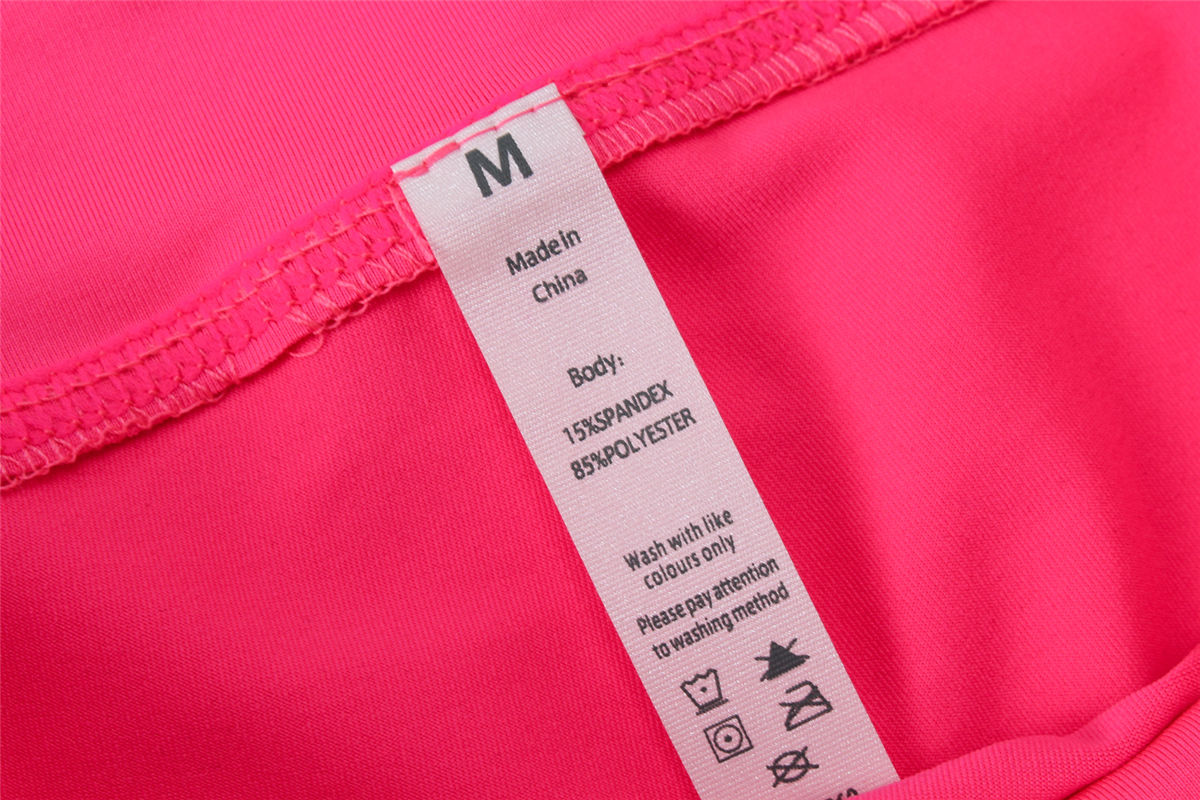 M
Made in
China
Body:
15%SPANDEX
85%POLYESTER
Wash with like
colours only
Please pay attention
to washing method